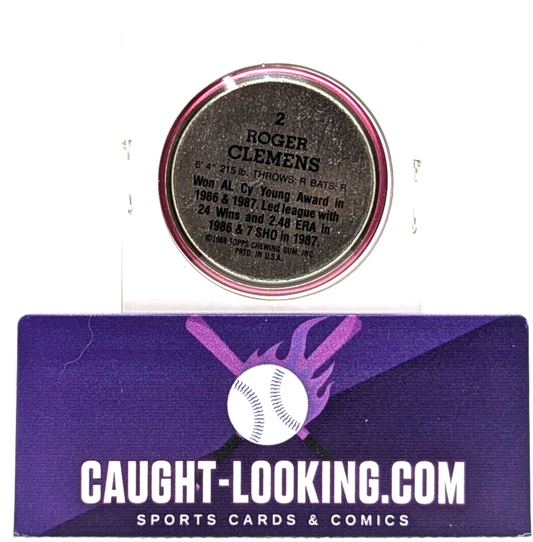 2
ROGER
CLEMENS
6' 4" 215 lb. THROWS: R BATS: R
Won AL Cy Young Award in
1986 & 1987. Led league with
24 Wins and 2.48 ERA in
1986 & 7 SHO in 1987.
©1988 TOPPS CHEWING GUM, INC.
PRTD. IN U.S.A.
CAUGHT-LOOKING.COM
SPORTS CARDS & COMICS